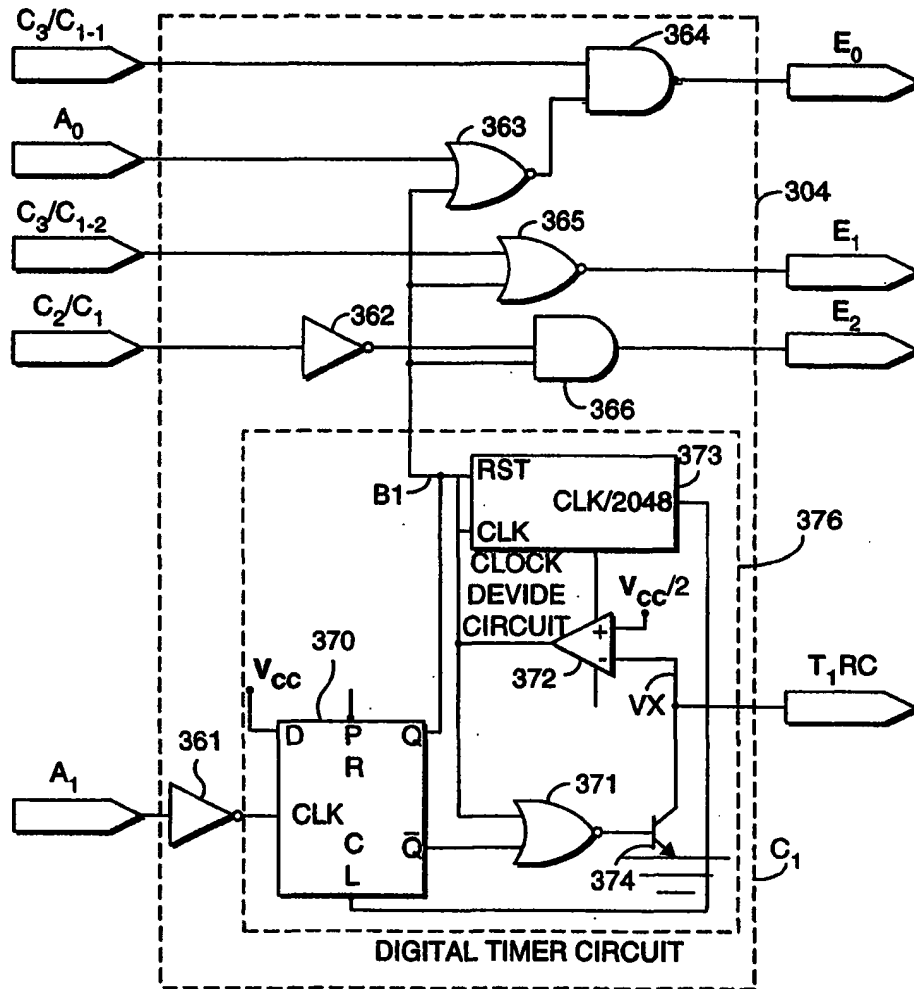 C3/C1-1
364
E0
A0
363
304
C3/C1-2
365
E1
C2/C1
362
E2
366
RST
373
B1
CLK/2048
CLK
376
CLOCK
DEVIDE
CIRCUIT
VCC/2
+
-
370
372
T1RC
VCC
VX
D
P
Q
R
361
371
A1
CLK
C
Q̅
L
374
C1
DIGITAL TIMER CIRCUIT